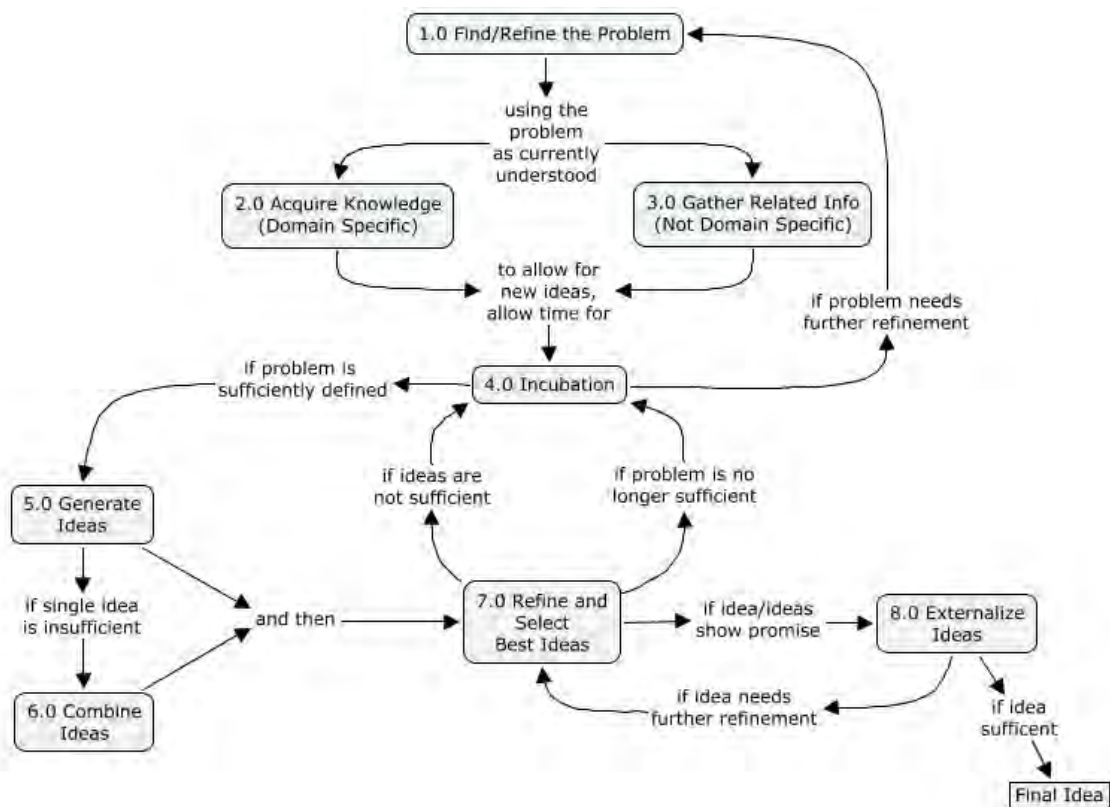 1.0 Find/Refine the Problem
using the
problem
as currently
understood
2.0 Acquire Knowledge
(Domain Specific)
3.0 Gather Related Info
(Not Domain Specific)
to allow for
new ideas,
allow time for
if problem needs
further refinement
4.0 Incubation
if problem is
sufficiently defined
if ideas are
not sufficient
if problem is no
longer sufficient
5.0 Generate
Ideas
if single idea
is insufficient
6.0 Combine
Ideas
and then
7.0 Refine and
Select
Best Ideas
if idea/ideas
show promise
8.0 Externalize
Ideas
if idea needs
further refinement
if idea
sufficent
Final Idea